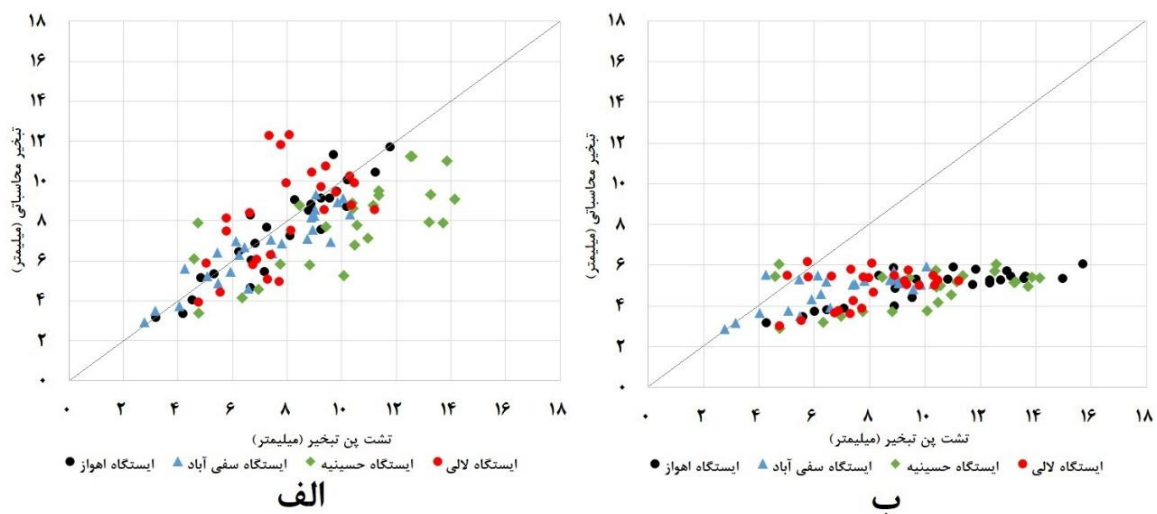 ۱۸
۱۶
۱۴
۱۲
۱۰
۸
۶
۴
۲
۰
تبخیر محاسباتی (میلیمتر)
۰ ۲ ۴ ۶ ۸ ۱۰ ۱۲ ۱۴ ۱۶ ۱۸
تشت پن تبخیر (میلیمتر)
ایستگاه اهواز ایستگاه سفی آباد ایستگاه حسینیه ایستگاه لالی
الف
۱۸
۱۶
۱۴
۱۲
۱۰
۸
۶
۴
۲
۰
تبخیر محاسباتی (میلیمتر)
۰ ۲ ۴ ۶ ۸ ۱۰ ۱۲ ۱۴ ۱۶ ۱۸
تشت پن تبخیر (میلیمتر)
ایستگاه اهواز ایستگاه سفی آباد ایستگاه حسینیه ایستگاه لالی
ب